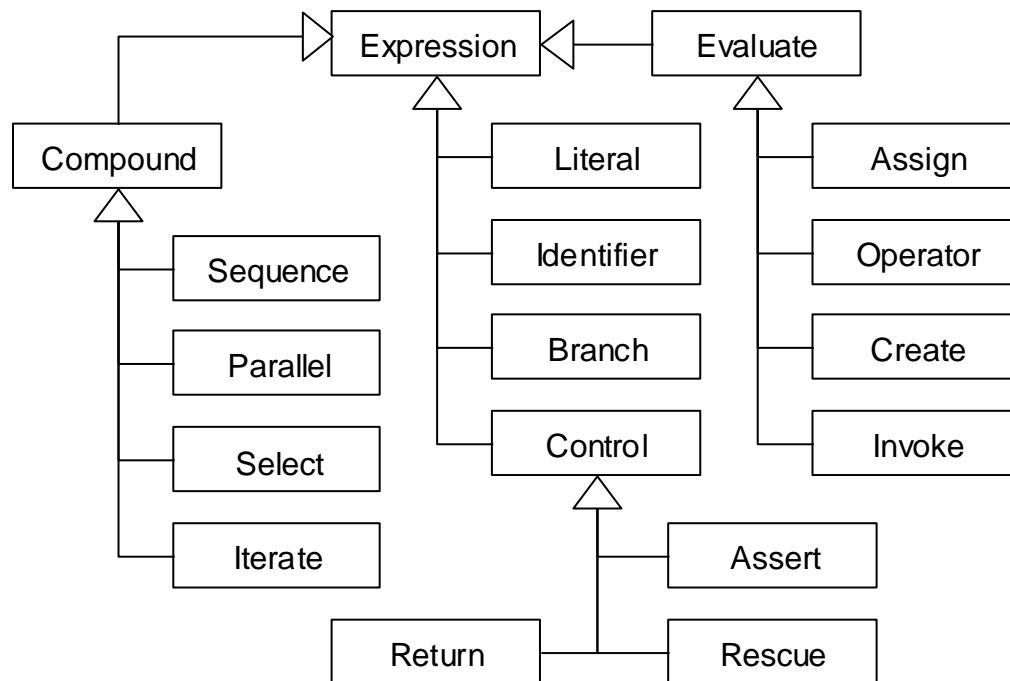 Expression
Evaluate
Compound
Literal
Assign
Sequence
Identifier
Operator
Parallel
Branch
Create
Select
Control
Invoke
Iterate
Assert
Return
Rescue